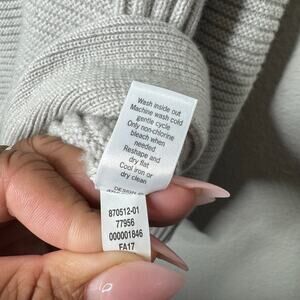 Wash inside out
Machine wash cold
gentle cycle
Only non-chlorine
bleach when
needed
Reshape and
dry flat
Cool iron or
dry clean
870512-01
77956
000001846
FA17